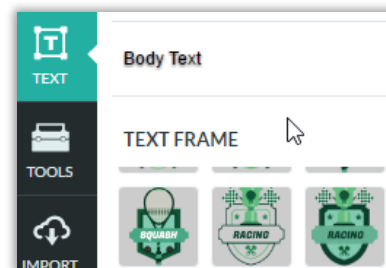 TEXT
Body Text
TEXT FRAME
TOOLS
SQUASH
RACING
RACING
IMPORT